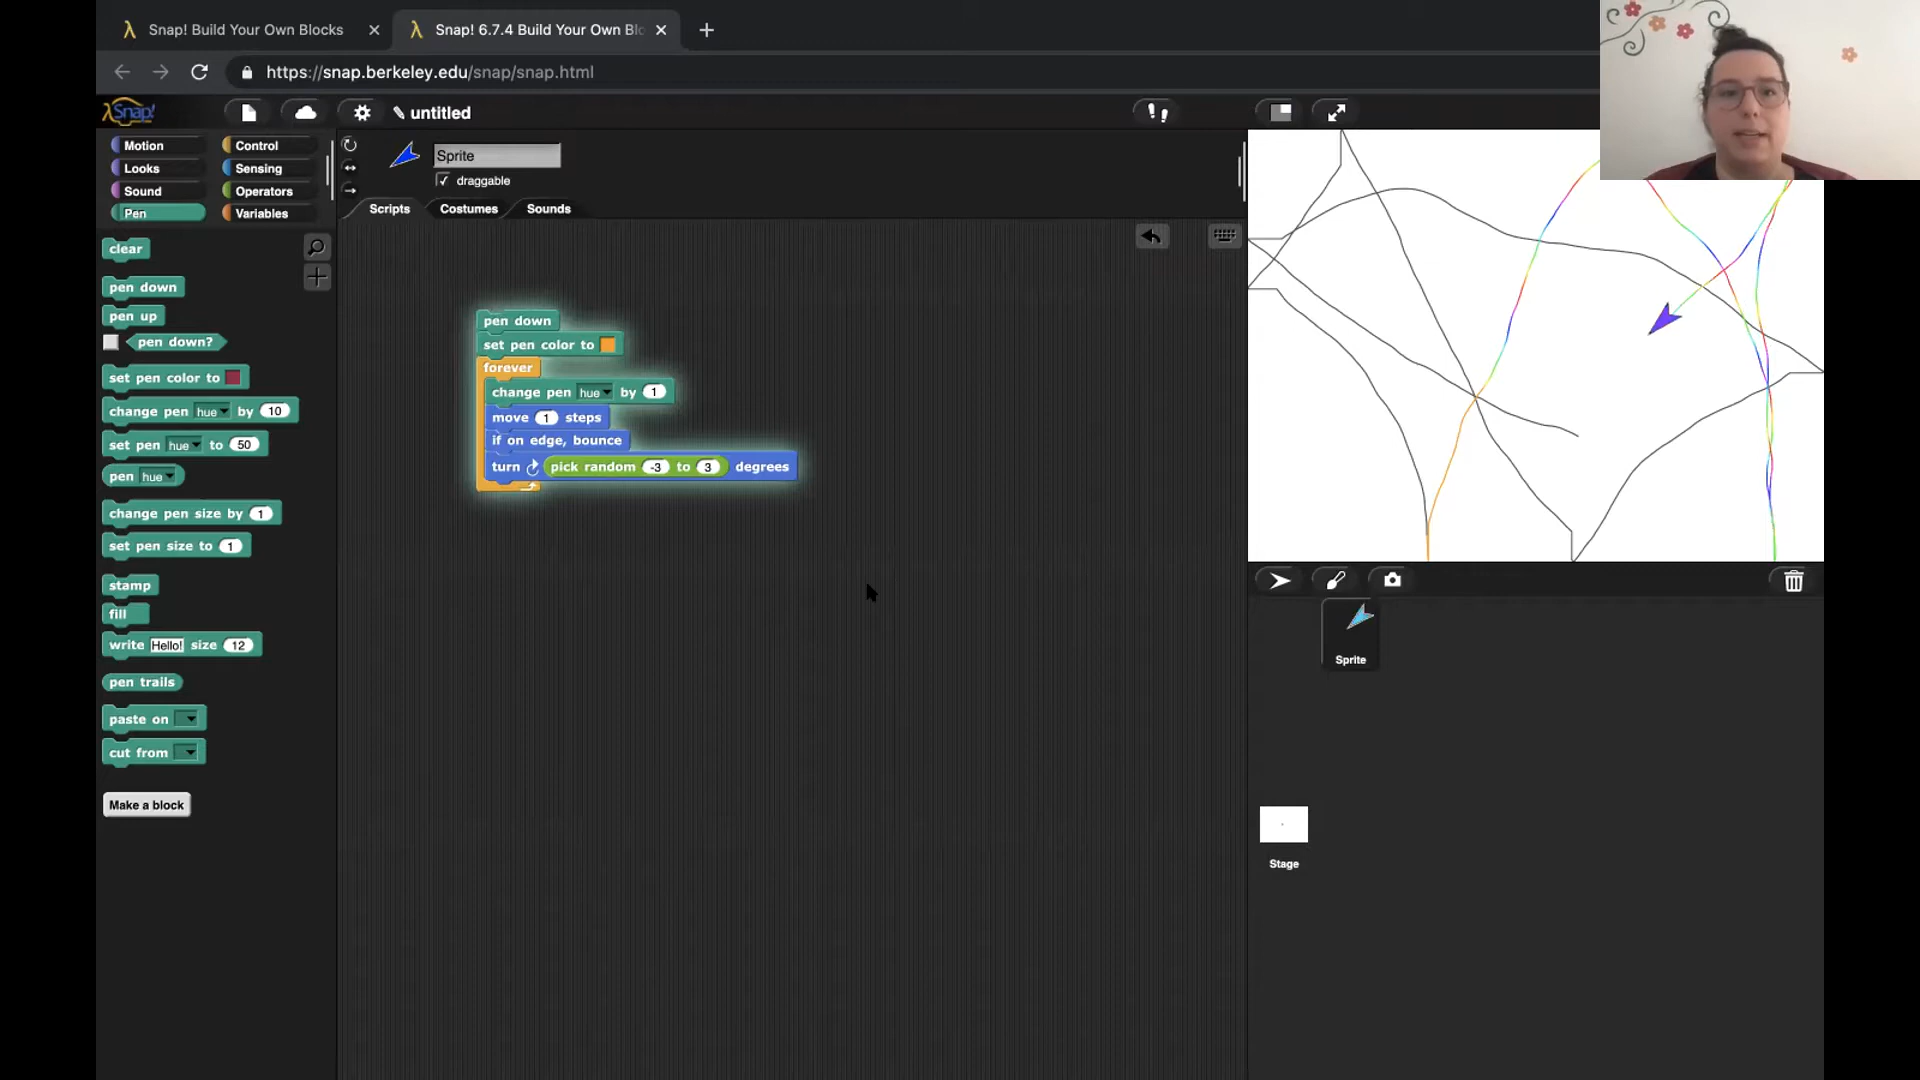 Snap! Build Your Own Blocks
Snap! 6.7.4 Build Your Own Blo
https://snap.berkeley.edu/snap/snap.html
Snap!
untitled
Motion
Control
Looks
Sensing
Sound
Operators
Pen
Variables
Sprite
draggable
Scripts
Costumes
Sounds
clear
pen down
pen up
pen down?
set pen color to
change pen hue by 10
set pen hue to 50
pen hue
change pen size by 1
set pen size to 1
stamp
fill
write Hello! size 12
pen trails
paste on
cut from
Make a block
pen down
set pen color to
forever
change pen hue by 1
move 1 steps
if on edge, bounce
turn pick random -3 to 3 degrees
Sprite
Stage